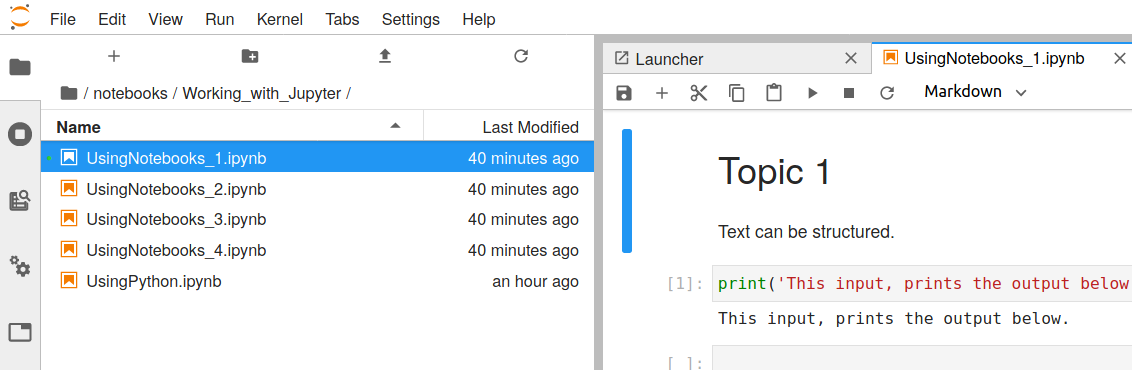 File Edit View Run Kernel Tabs Settings Help
/ notebooks / Working_with_Jupyter /
Name Last Modified
UsingNotebooks_1.ipynb 40 minutes ago
UsingNotebooks_2.ipynb 40 minutes ago
UsingNotebooks_3.ipynb 40 minutes ago
UsingNotebooks_4.ipynb 40 minutes ago
UsingPython.ipynb an hour ago
Launcher UsingNotebooks_1.ipynb
Markdown
Topic 1
Text can be structured.
[1]: print('This input, prints the output below
This input, prints the output below.
[ ]: